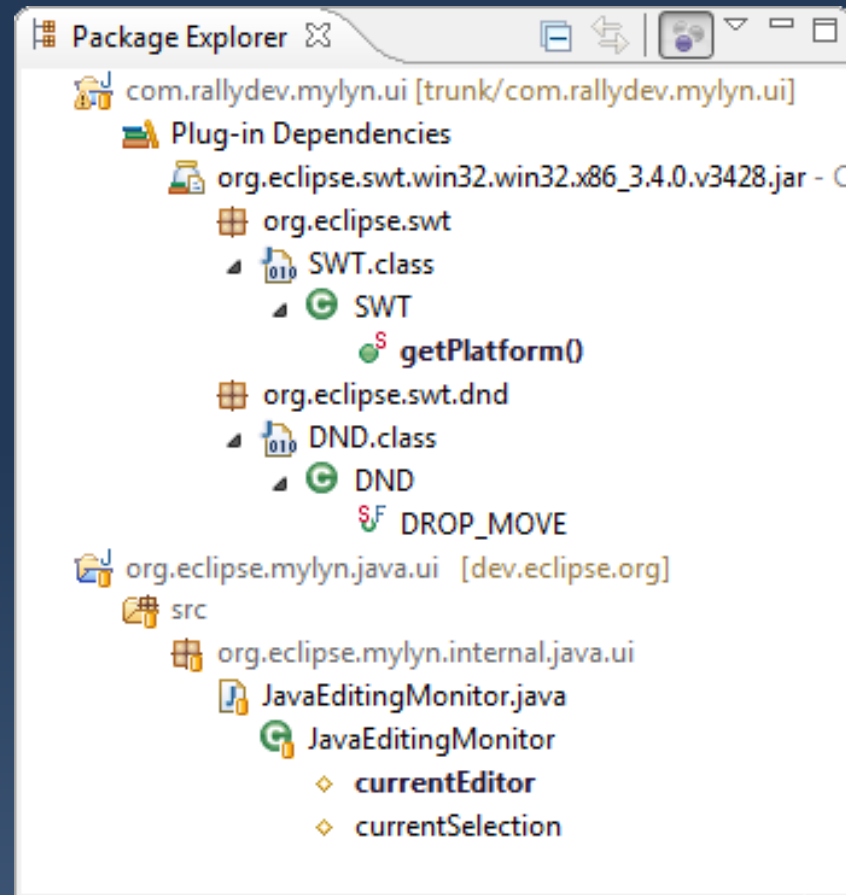 Package Explorer
com.rallydev.mylyn.ui [trunk/com.rallydev.mylyn.ui]
Plug-in Dependencies
org.eclipse.swt.win32.win32.x86_3.4.0.v3428.jar - C
org.eclipse.swt
SWT.class
SWT
getPlatform()
org.eclipse.swt.dnd
DND.class
DND
DROP_MOVE
org.eclipse.mylyn.java.ui [dev.eclipse.org]
src
org.eclipse.mylyn.internal.java.ui
JavaEditingMonitor.java
JavaEditingMonitor
currentEditor
currentSelection